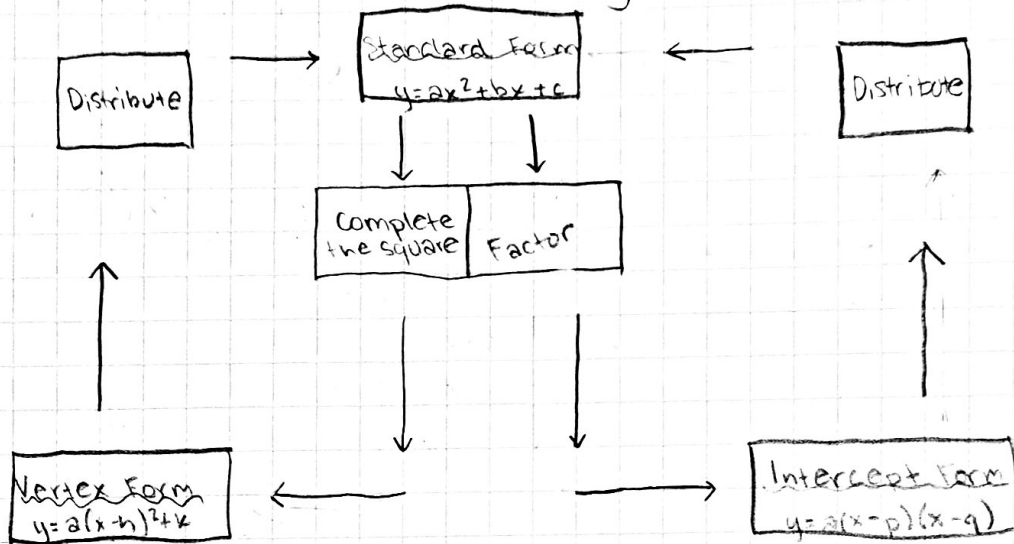 Standard Form
y=ax²+bx+c
Distribute
Distribute
Complete
the square
Factor
Vertex Form
y=a(x-h)²+k
Intercept Form
y=a(x-p)(x-q)